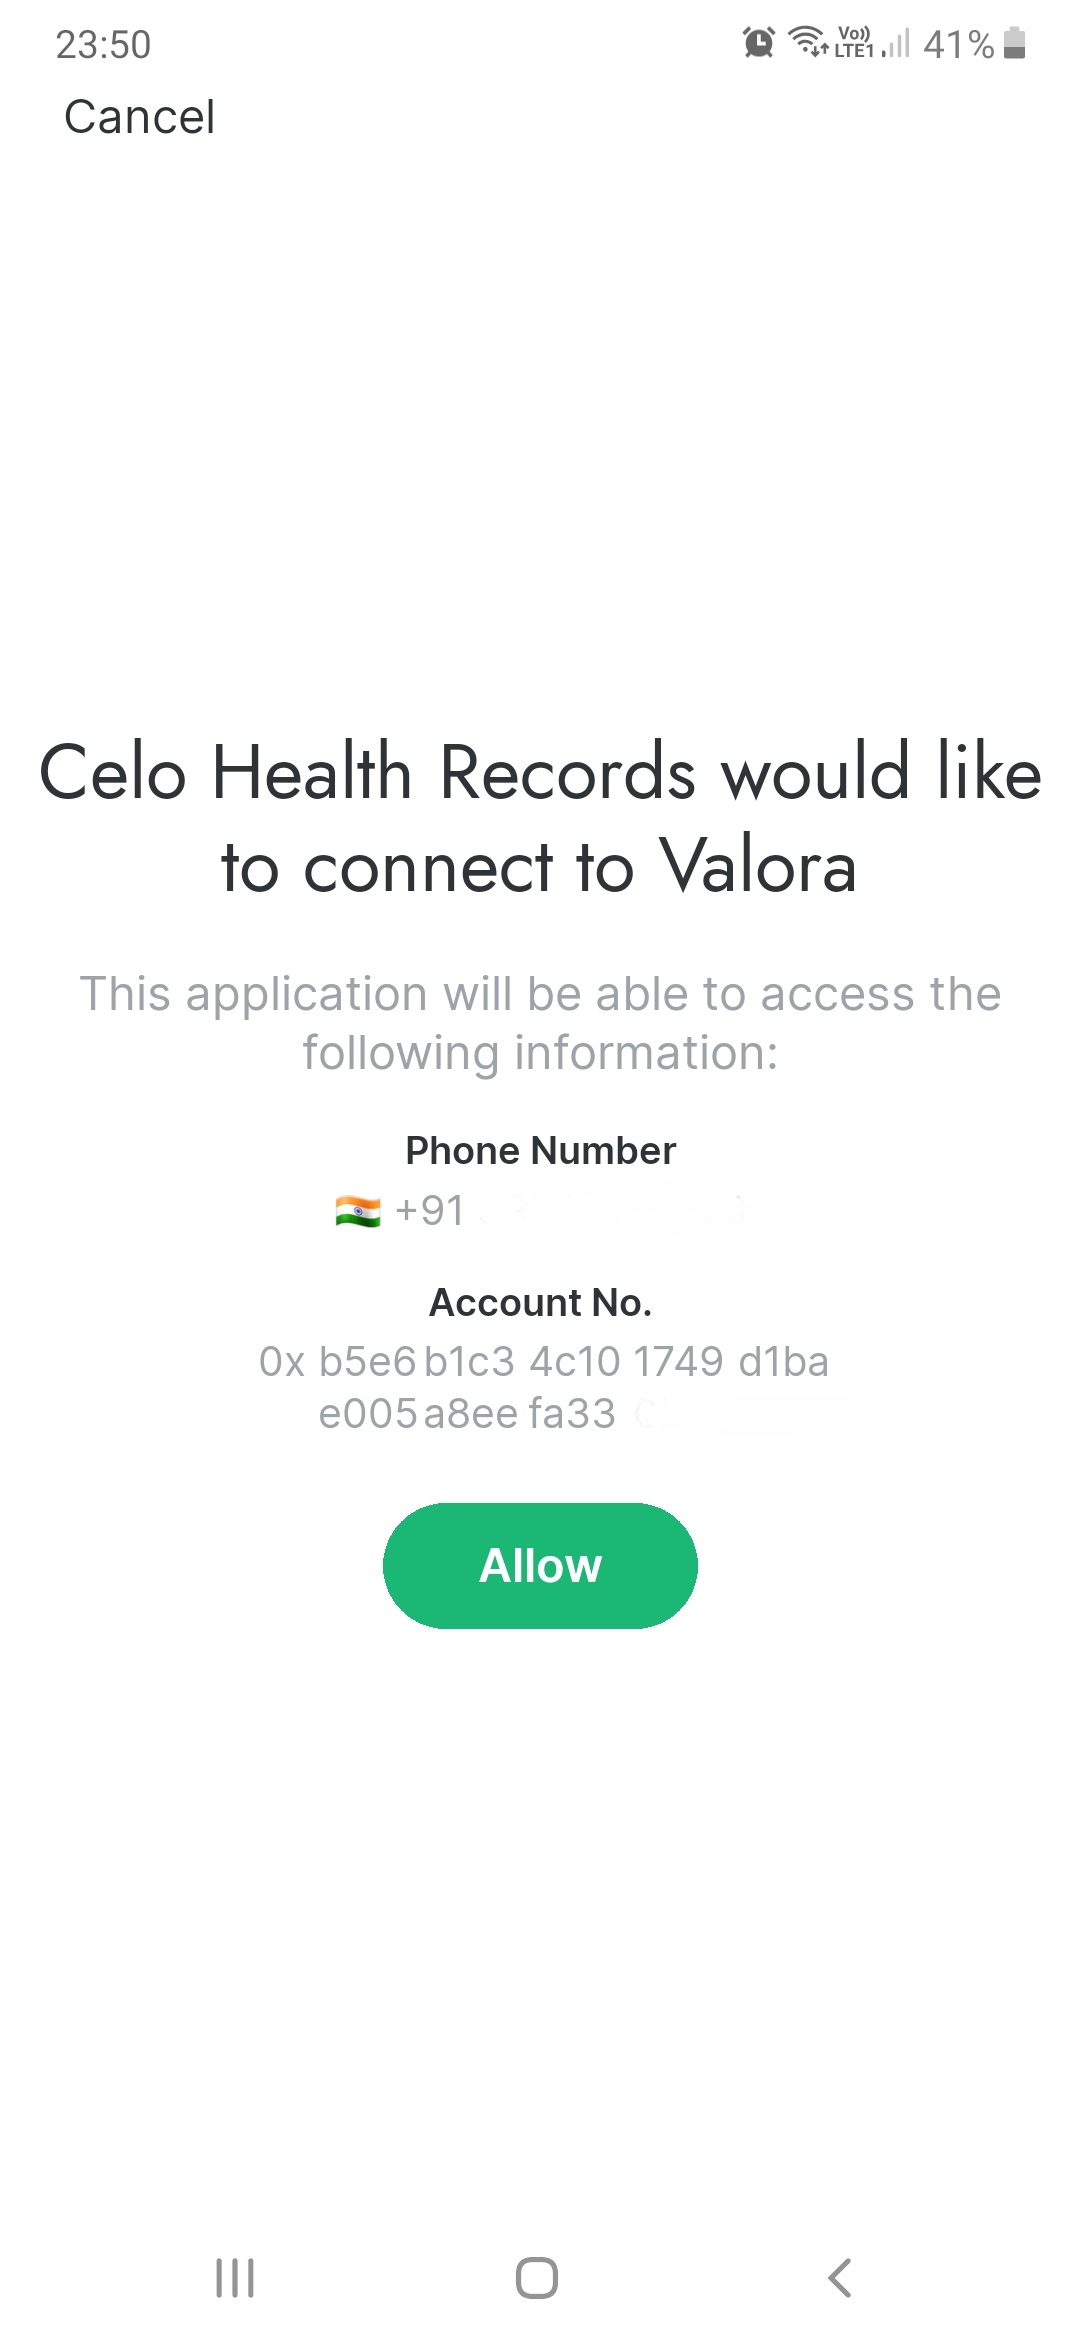 23:50
Vo)) LTE1 41%
Cancel
Celo Health Records would like
to connect to Valora
This application will be able to access the
following information:
Phone Number
+91
Account No.
0x b5e6 b1c3 4c10 1749 d1ba
e005 a8ee fa33
Allow